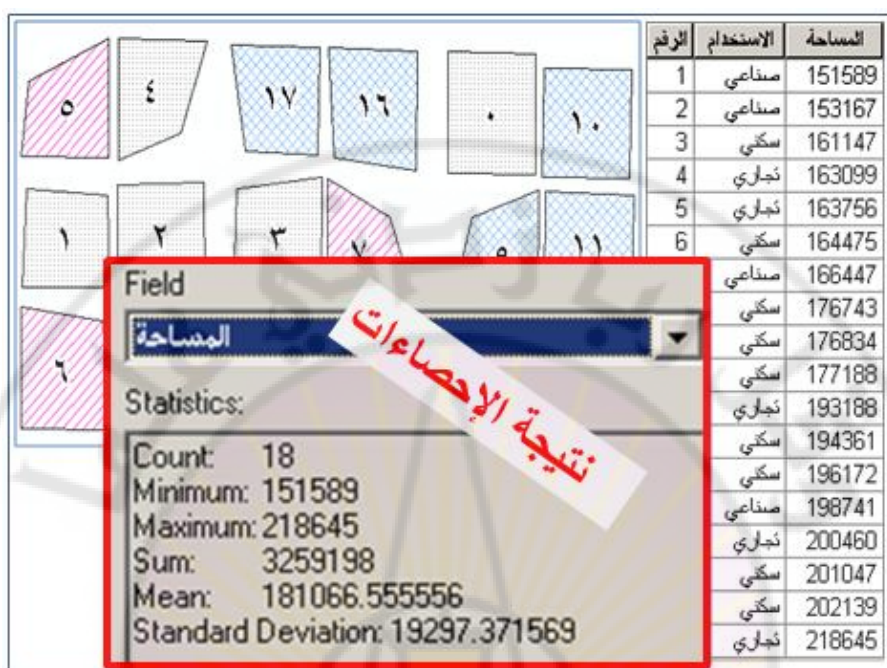 الرقم الاستخدام المساحة
1 صناعي 151589
2 صناعي 153167
3 سكني 161147
4 تجاري 163099
5 تجاري 163756
6 سكني 164475
صناعي 166447
سكني 176743
سكني 176834
سكني 177188
تجاري 193188
سكني 194361
سكني 196172
صناعي 198741
تجاري 200460
سكني 201047
سكني 202139
تجاري 218645
٥ ٤ ١٧ ١٦ ٠ ١٠
١ ٢ ٣ ٧ ٩ ١١
٦
Field
المساحة
Statistics:
Count: 18
Minimum: 151589
Maximum: 218645
Sum: 3259198
Mean: 181066.555556
Standard Deviation: 19297.371569
نتيجة الإحصاءات